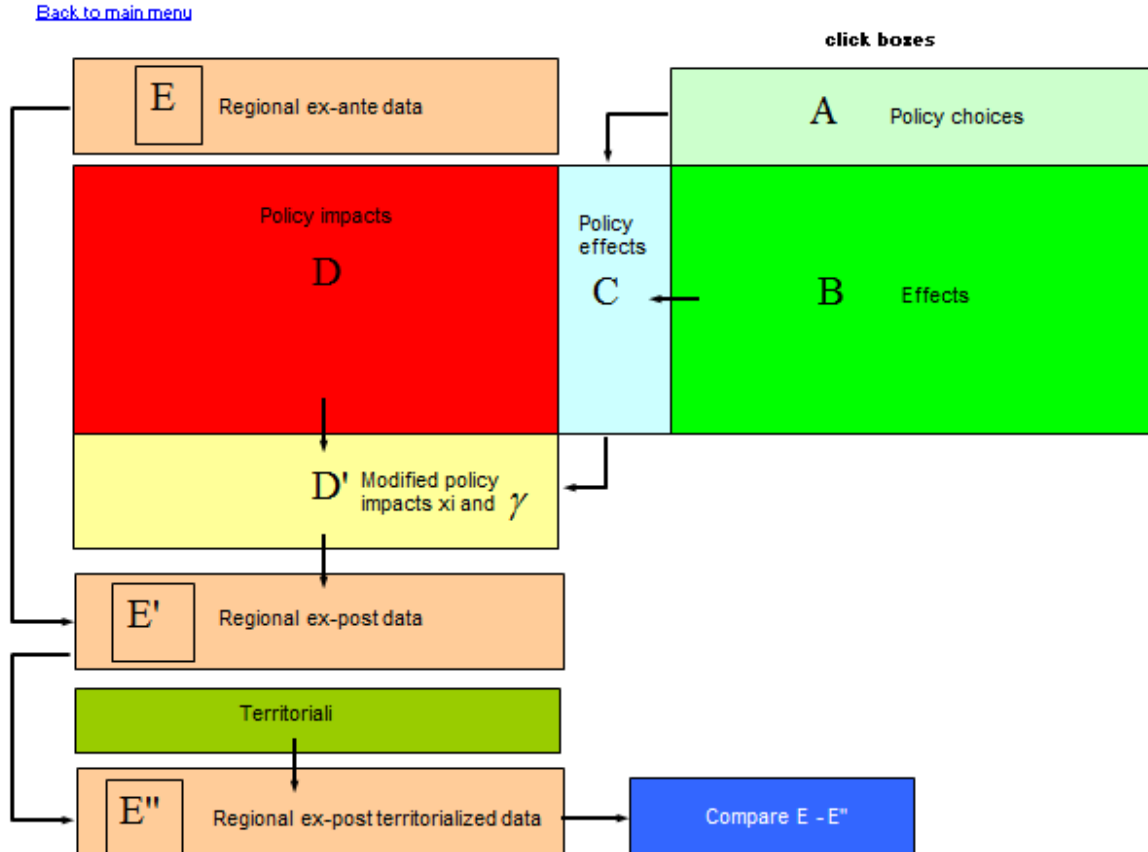 Back to main menu
click boxes
E Regional ex-ante data
A Policy choices
Policy impacts
D
Policy
effects
C
B Effects
D' Modified policy
impacts xi and γ
E' Regional ex-post data
Territoriali
E" Regional ex-post territorialized data
Compare E - E"